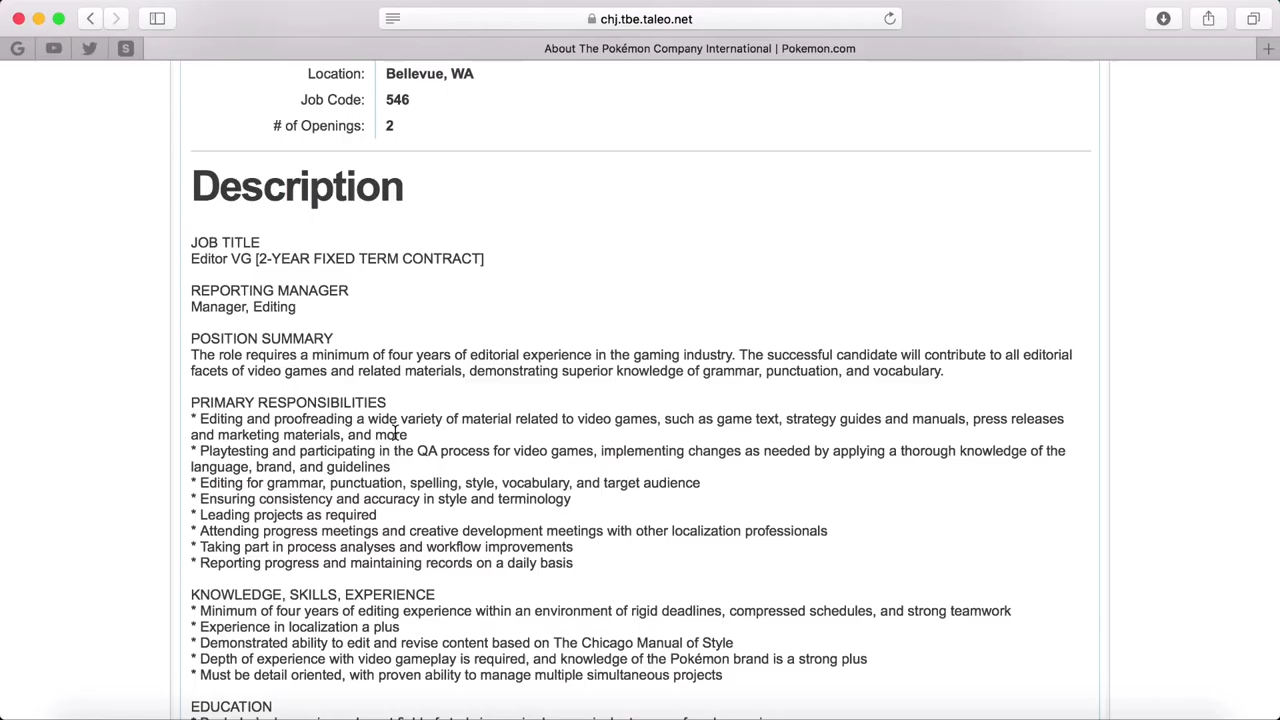 chj.tbe.taleo.net
About The Pokémon Company International | Pokemon.com
Location: Bellevue, WA
Job Code: 546
# of Openings: 2
Description
JOB TITLE
Editor VG [2-YEAR FIXED TERM CONTRACT]
REPORTING MANAGER
Manager, Editing
POSITION SUMMARY
The role requires a minimum of four years of editorial experience in the gaming industry. The successful candidate will contribute to all editorial
facets of video games and related materials, demonstrating superior knowledge of grammar, punctuation, and vocabulary.
PRIMARY RESPONSIBILITIES
* Editing and proofreading a wide variety of material related to video games, such as game text, strategy guides and manuals, press releases
and marketing materials, and more
* Playtesting and participating in the QA process for video games, implementing changes as needed by applying a thorough knowledge of the
language, brand, and guidelines
* Editing for grammar, punctuation, spelling, style, vocabulary, and target audience
* Ensuring consistency and accuracy in style and terminology
* Leading projects as required
* Attending progress meetings and creative development meetings with other localization professionals
* Taking part in process analyses and workflow improvements
* Reporting progress and maintaining records on a daily basis
KNOWLEDGE, SKILLS, EXPERIENCE
* Minimum of four years of editing experience within an environment of rigid deadlines, compressed schedules, and strong teamwork
* Experience in localization a plus
* Demonstrated ability to edit and revise content based on The Chicago Manual of Style
* Depth of experience with video gameplay is required, and knowledge of the Pokémon brand is a strong plus
* Must be detail oriented, with proven ability to manage multiple simultaneous projects
EDUCATION